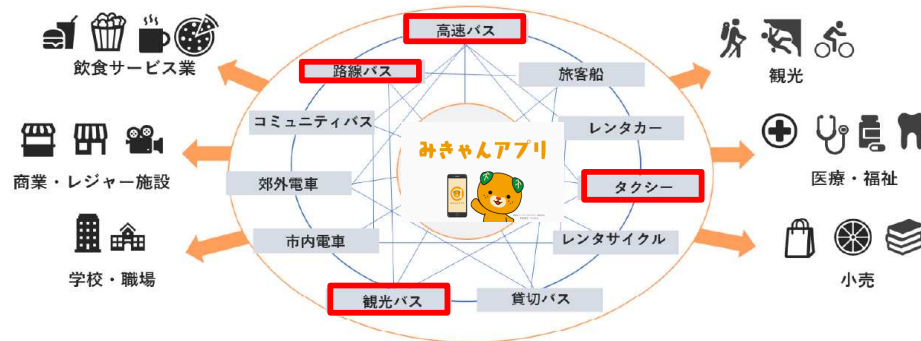 高速バス
飲食サービス業
路線バス
旅客船
観光
コミュニティバス
レンタカー
みきゃんアプリ
商業・レジャー施設
郊外電車
タクシー
医療・福祉
市内電車
レンタサイクル
学校・職場
観光バス
貸切バス
小売